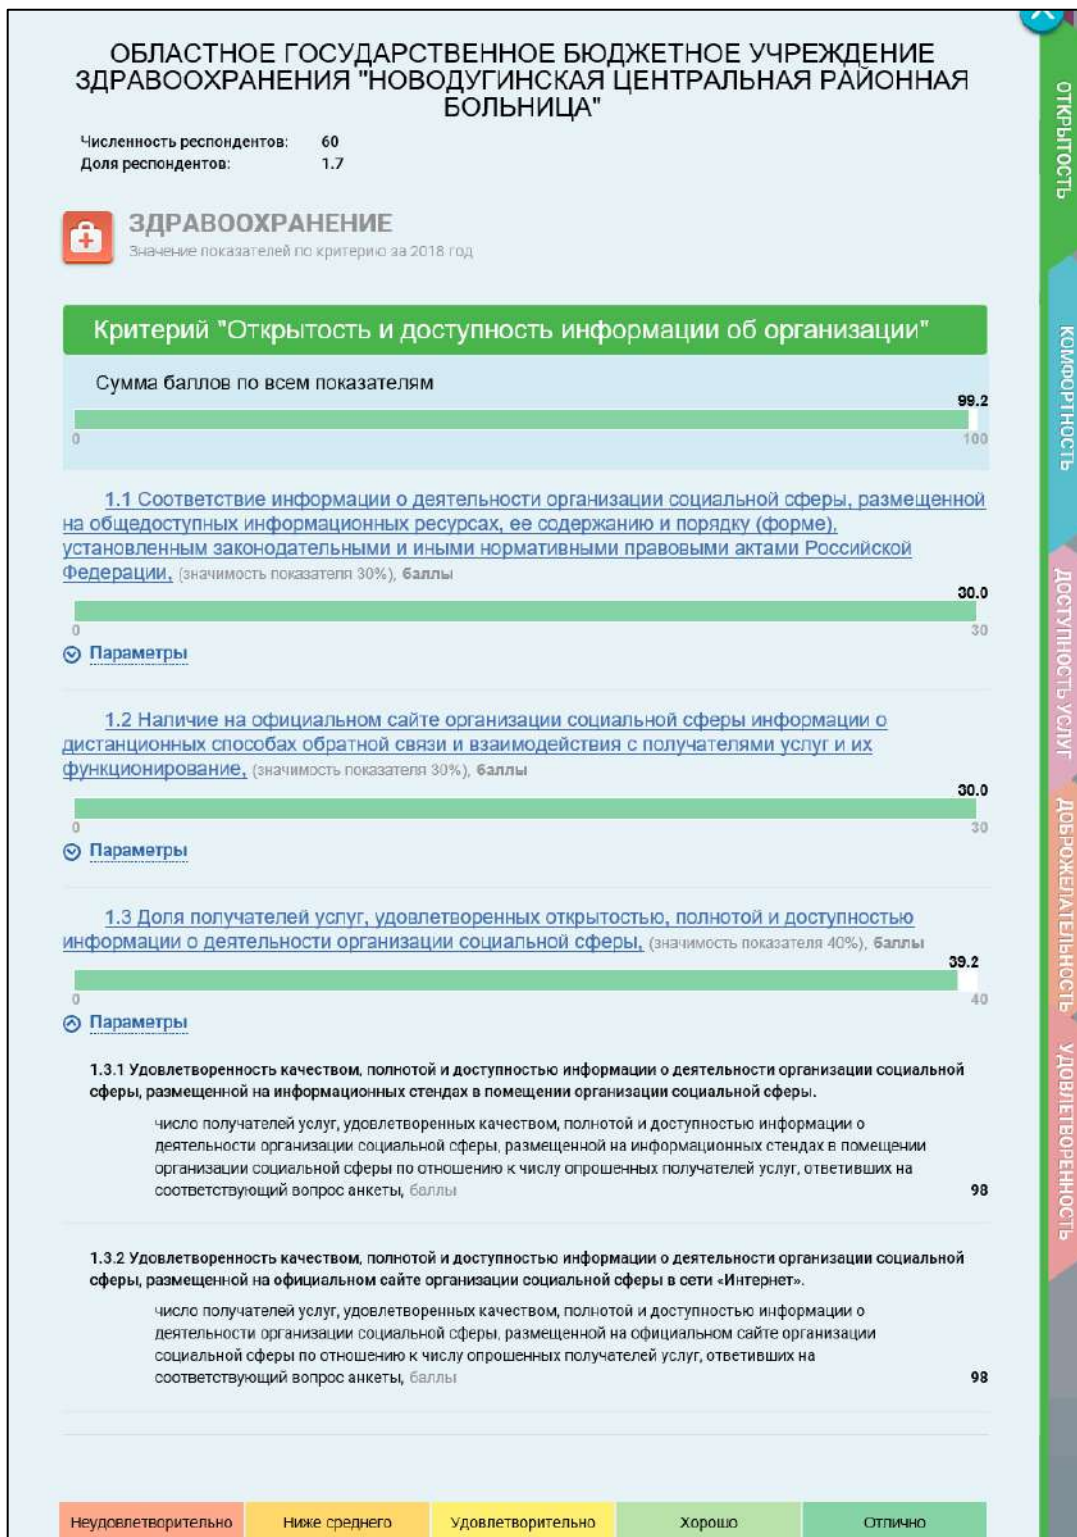 ОБЛАСТНОЕ ГОСУДАРСТВЕННОЕ БЮДЖЕТНОЕ УЧРЕЖДЕНИЕ
ЗДРАВООХРАНЕНИЯ "НОВОДУГИНСКАЯ ЦЕНТРАЛЬНАЯ РАЙОННАЯ
БОЛЬНИЦА"
Численность респондентов: 60
Доля респондентов: 1.7
ЗДРАВООХРАНЕНИЕ
Значение показателей по критерию за 2018 год
Критерий "Открытость и доступность информации об организации"
Сумма баллов по всем показателям
99.2
0 100
1.1 Соответствие информации о деятельности организации социальной сферы, размещенной
на общедоступных информационных ресурсах, ее содержанию и порядку (форме),
установленным законодательными и иными нормативными правовыми актами Российской
Федерации, (значимость показателя 30%), баллы
30.0
0 30
Параметры
1.2 Наличие на официальном сайте организации социальной сферы информации о
дистанционных способах обратной связи и взаимодействия с получателями услуг и их
функционирование, (значимость показателя 30%), баллы
30.0
0 30
Параметры
1.3 Доля получателей услуг, удовлетворенных открытостью, полнотой и доступностью
информации о деятельности организации социальной сферы, (значимость показателя 40%), баллы
39.2
0 40
Параметры
1.3.1 Удовлетворенность качеством, полнотой и доступностью информации о деятельности организации социальной
сферы, размещенной на информационных стендах в помещении организации социальной сферы.
число получателей услуг, удовлетворенных качеством, полнотой и доступностью информации о
деятельности организации социальной сферы, размещенной на информационных стендах в помещении
организации социальной сферы по отношению к числу опрошенных получателей услуг, ответивших на
соответствующий вопрос анкеты, баллы 98
1.3.2 Удовлетворенность качеством, полнотой и доступностью информации о деятельности организации социальной
сферы, размещенной на официальном сайте организации социальной сферы в сети «Интернет».
число получателей услуг, удовлетворенных качеством, полнотой и доступностью информации о
деятельности организации социальной сферы, размещенной на официальном сайте организации
социальной сферы по отношению к числу опрошенных получателей услуг, ответивших на
соответствующий вопрос анкеты, баллы 98
Неудовлетворительно Ниже среднего Удовлетворительно Хорошо Отлично
ОТКРЫТОСТЬ
КОМФОРТНОСТЬ
ДОСТУПНОСТЬ УСЛУГ
ДОБРОЖЕЛАТЕЛЬНОСТЬ
УДОВЛЕТВОРЕННОСТЬ